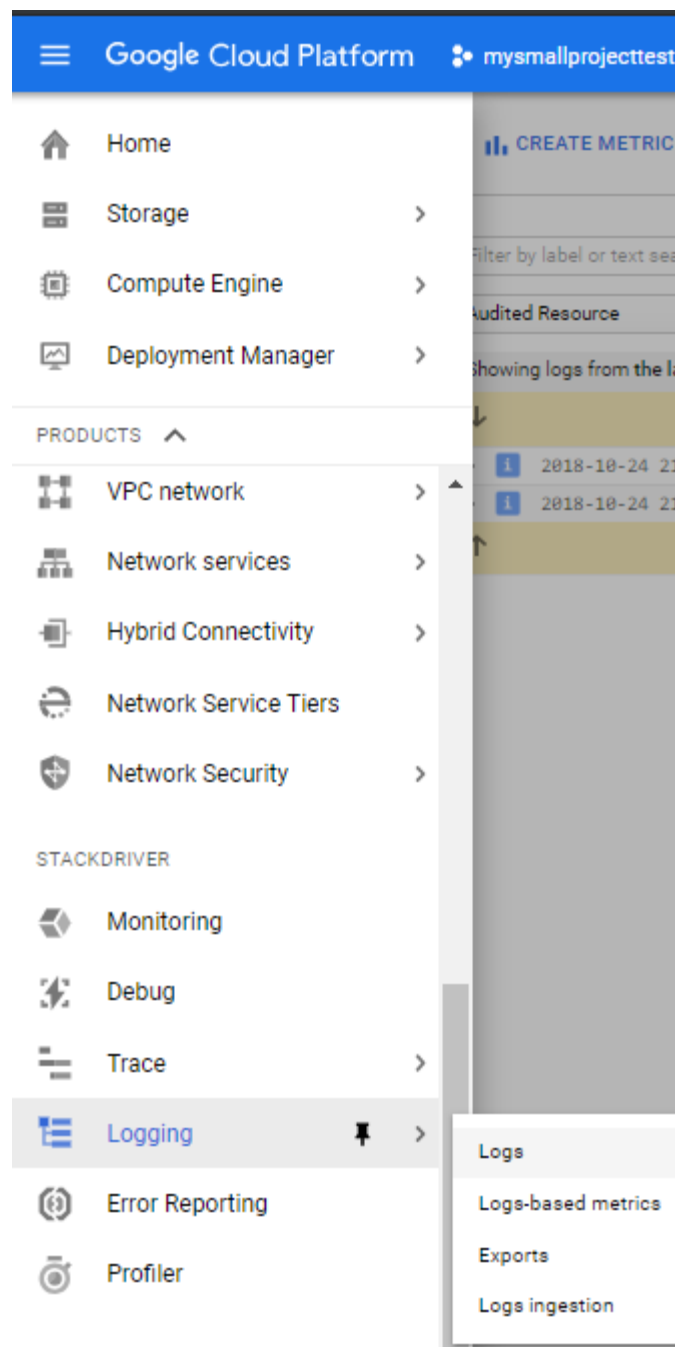 Google Cloud Platform mysmallprojecttest
Home
CREATE METRIC
Storage
Filter by label or text sea
Compute Engine
Audited Resource
Deployment Manager
Showing logs from the la
PRODUCTS
VPC network
i 2018-10-24 21
i 2018-10-24 21
Network services
Hybrid Connectivity
Network Service Tiers
Network Security
STACKDRIVER
Monitoring
Debug
Trace
Logging
Logs
Logs-based metrics
Error Reporting
Exports
Profiler
Logs ingestion